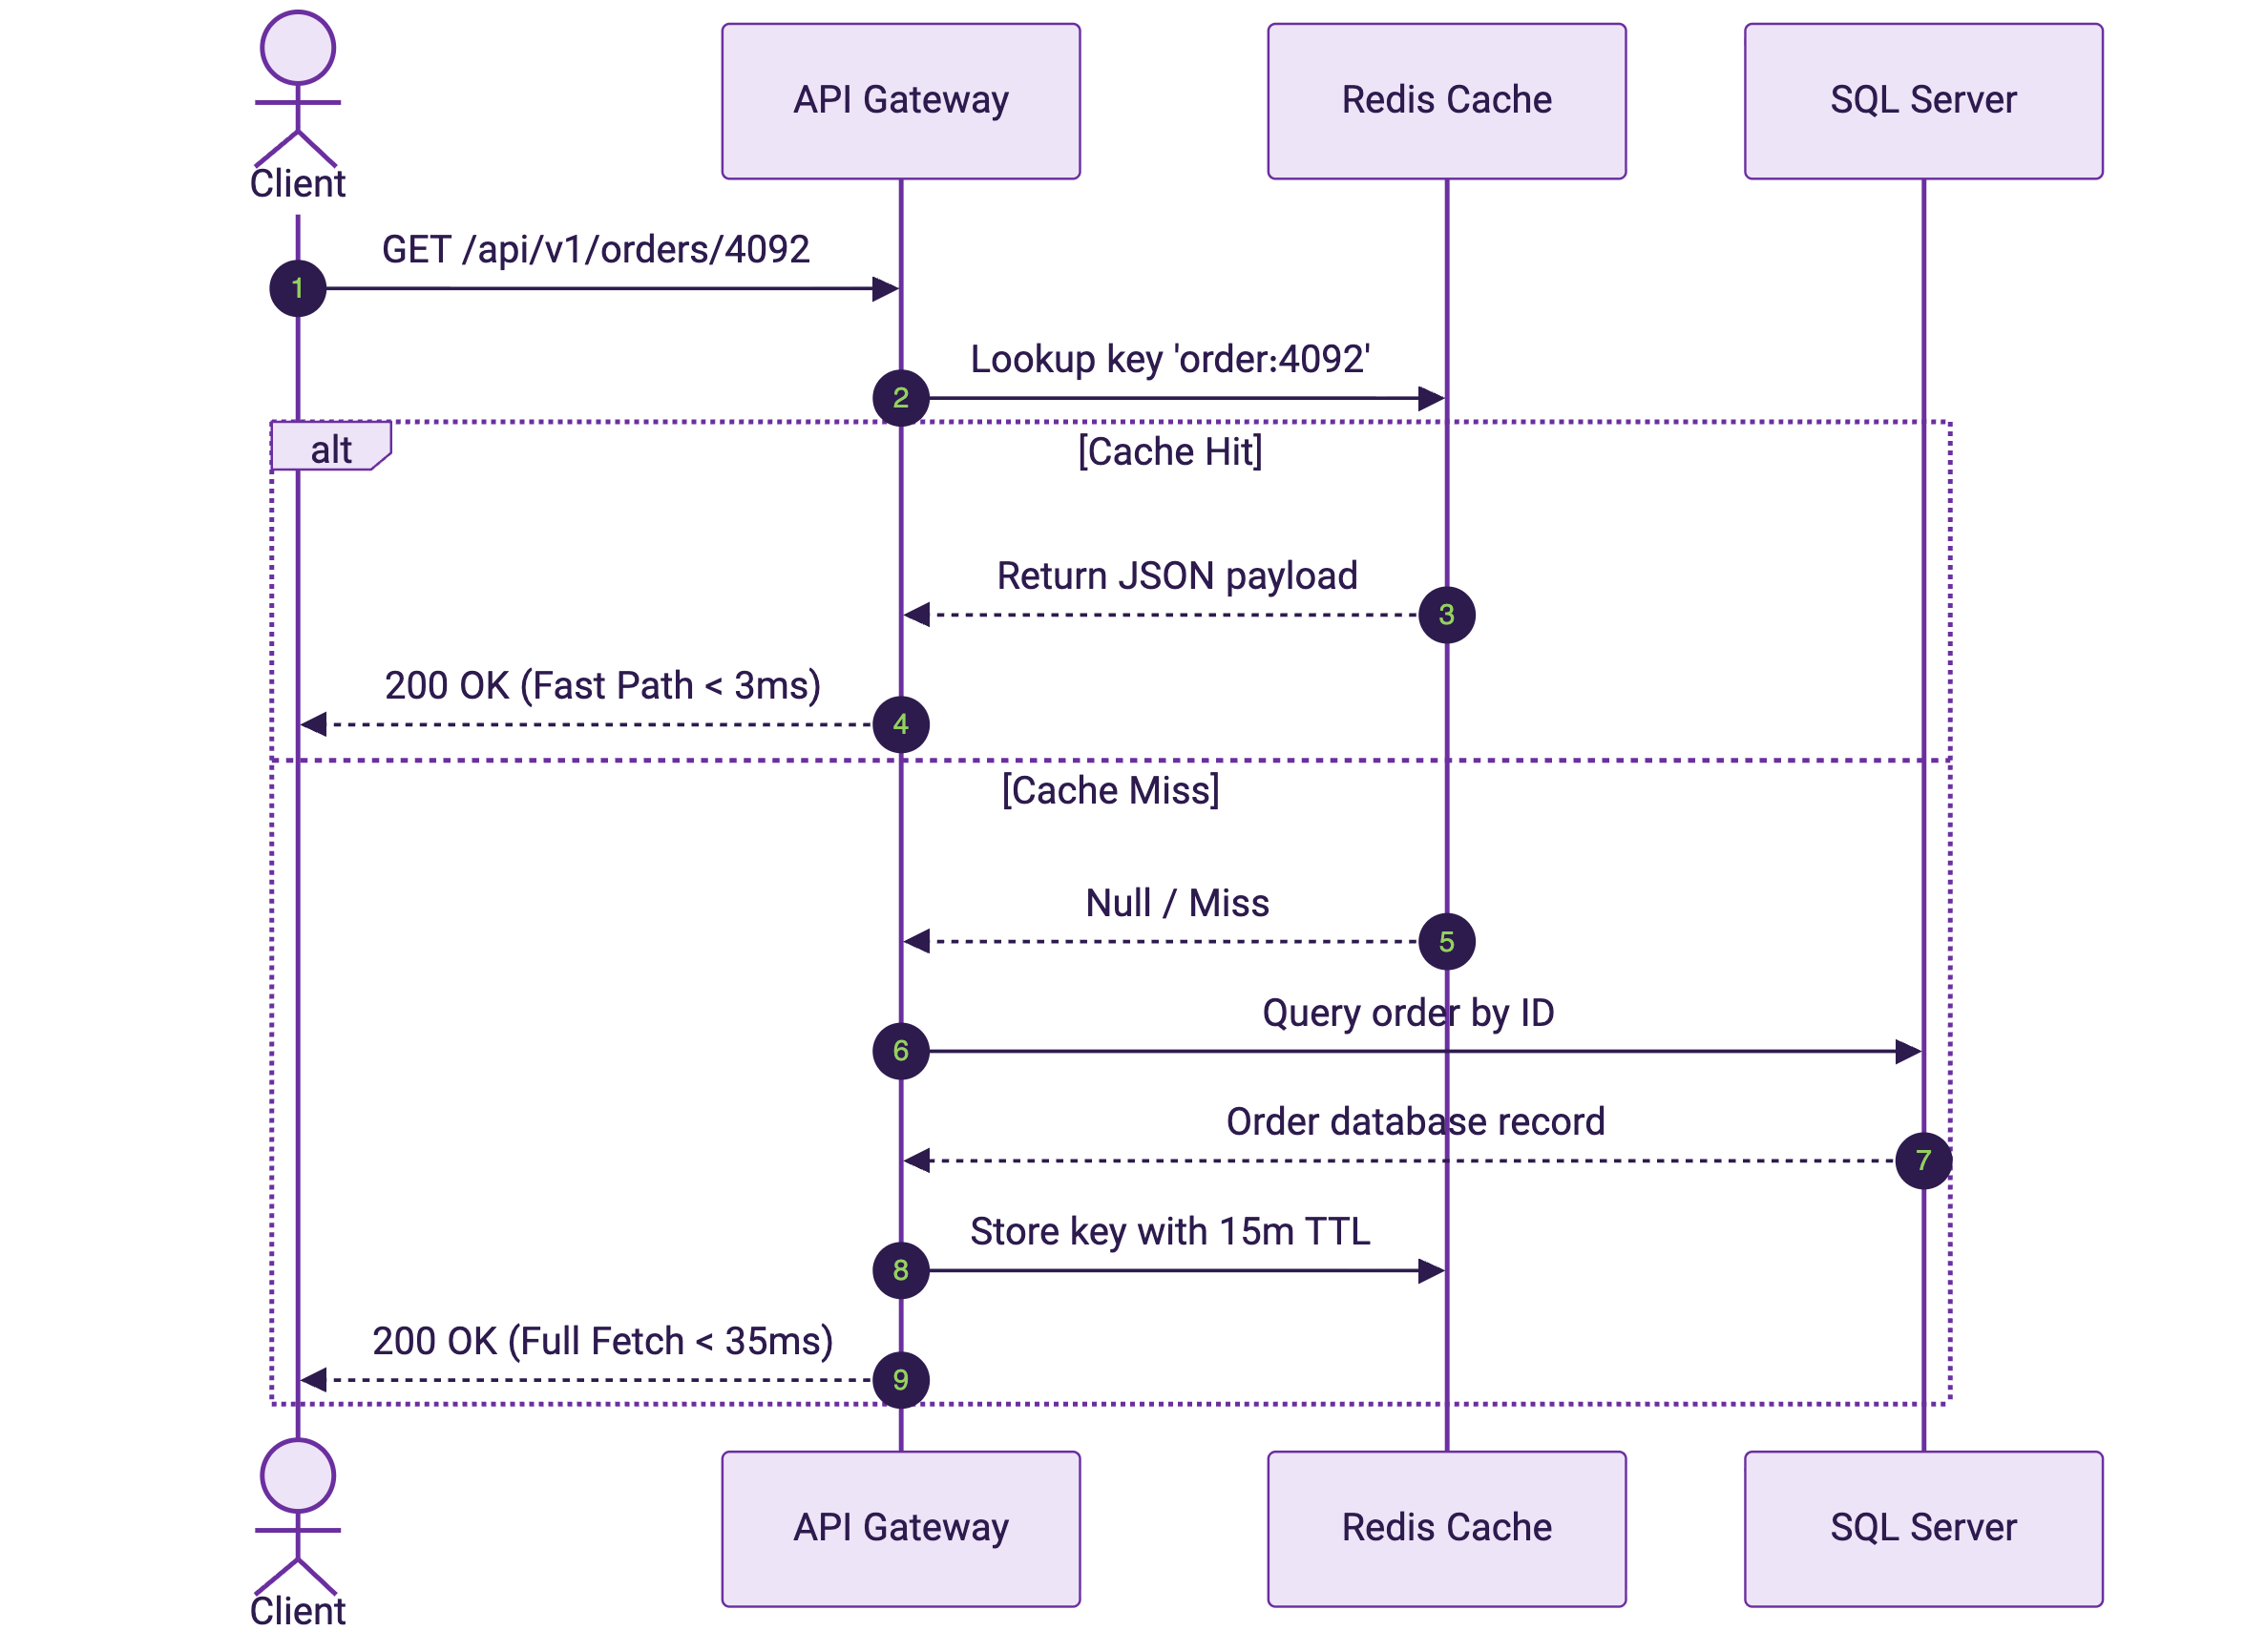 Client
API Gateway
Redis Cache
SQL Server
GET /api/v1/orders/4092
1
Lookup key 'order:4092'
2
alt
[Cache Hit]
Return JSON payload
3
200 OK (Fast Path < 3ms)
4
[Cache Miss]
Null / Miss
5
Query order by ID
6
Order database record
7
Store key with 15m TTL
8
200 OK (Full Fetch < 35ms)
9
Client
API Gateway
Redis Cache
SQL Server